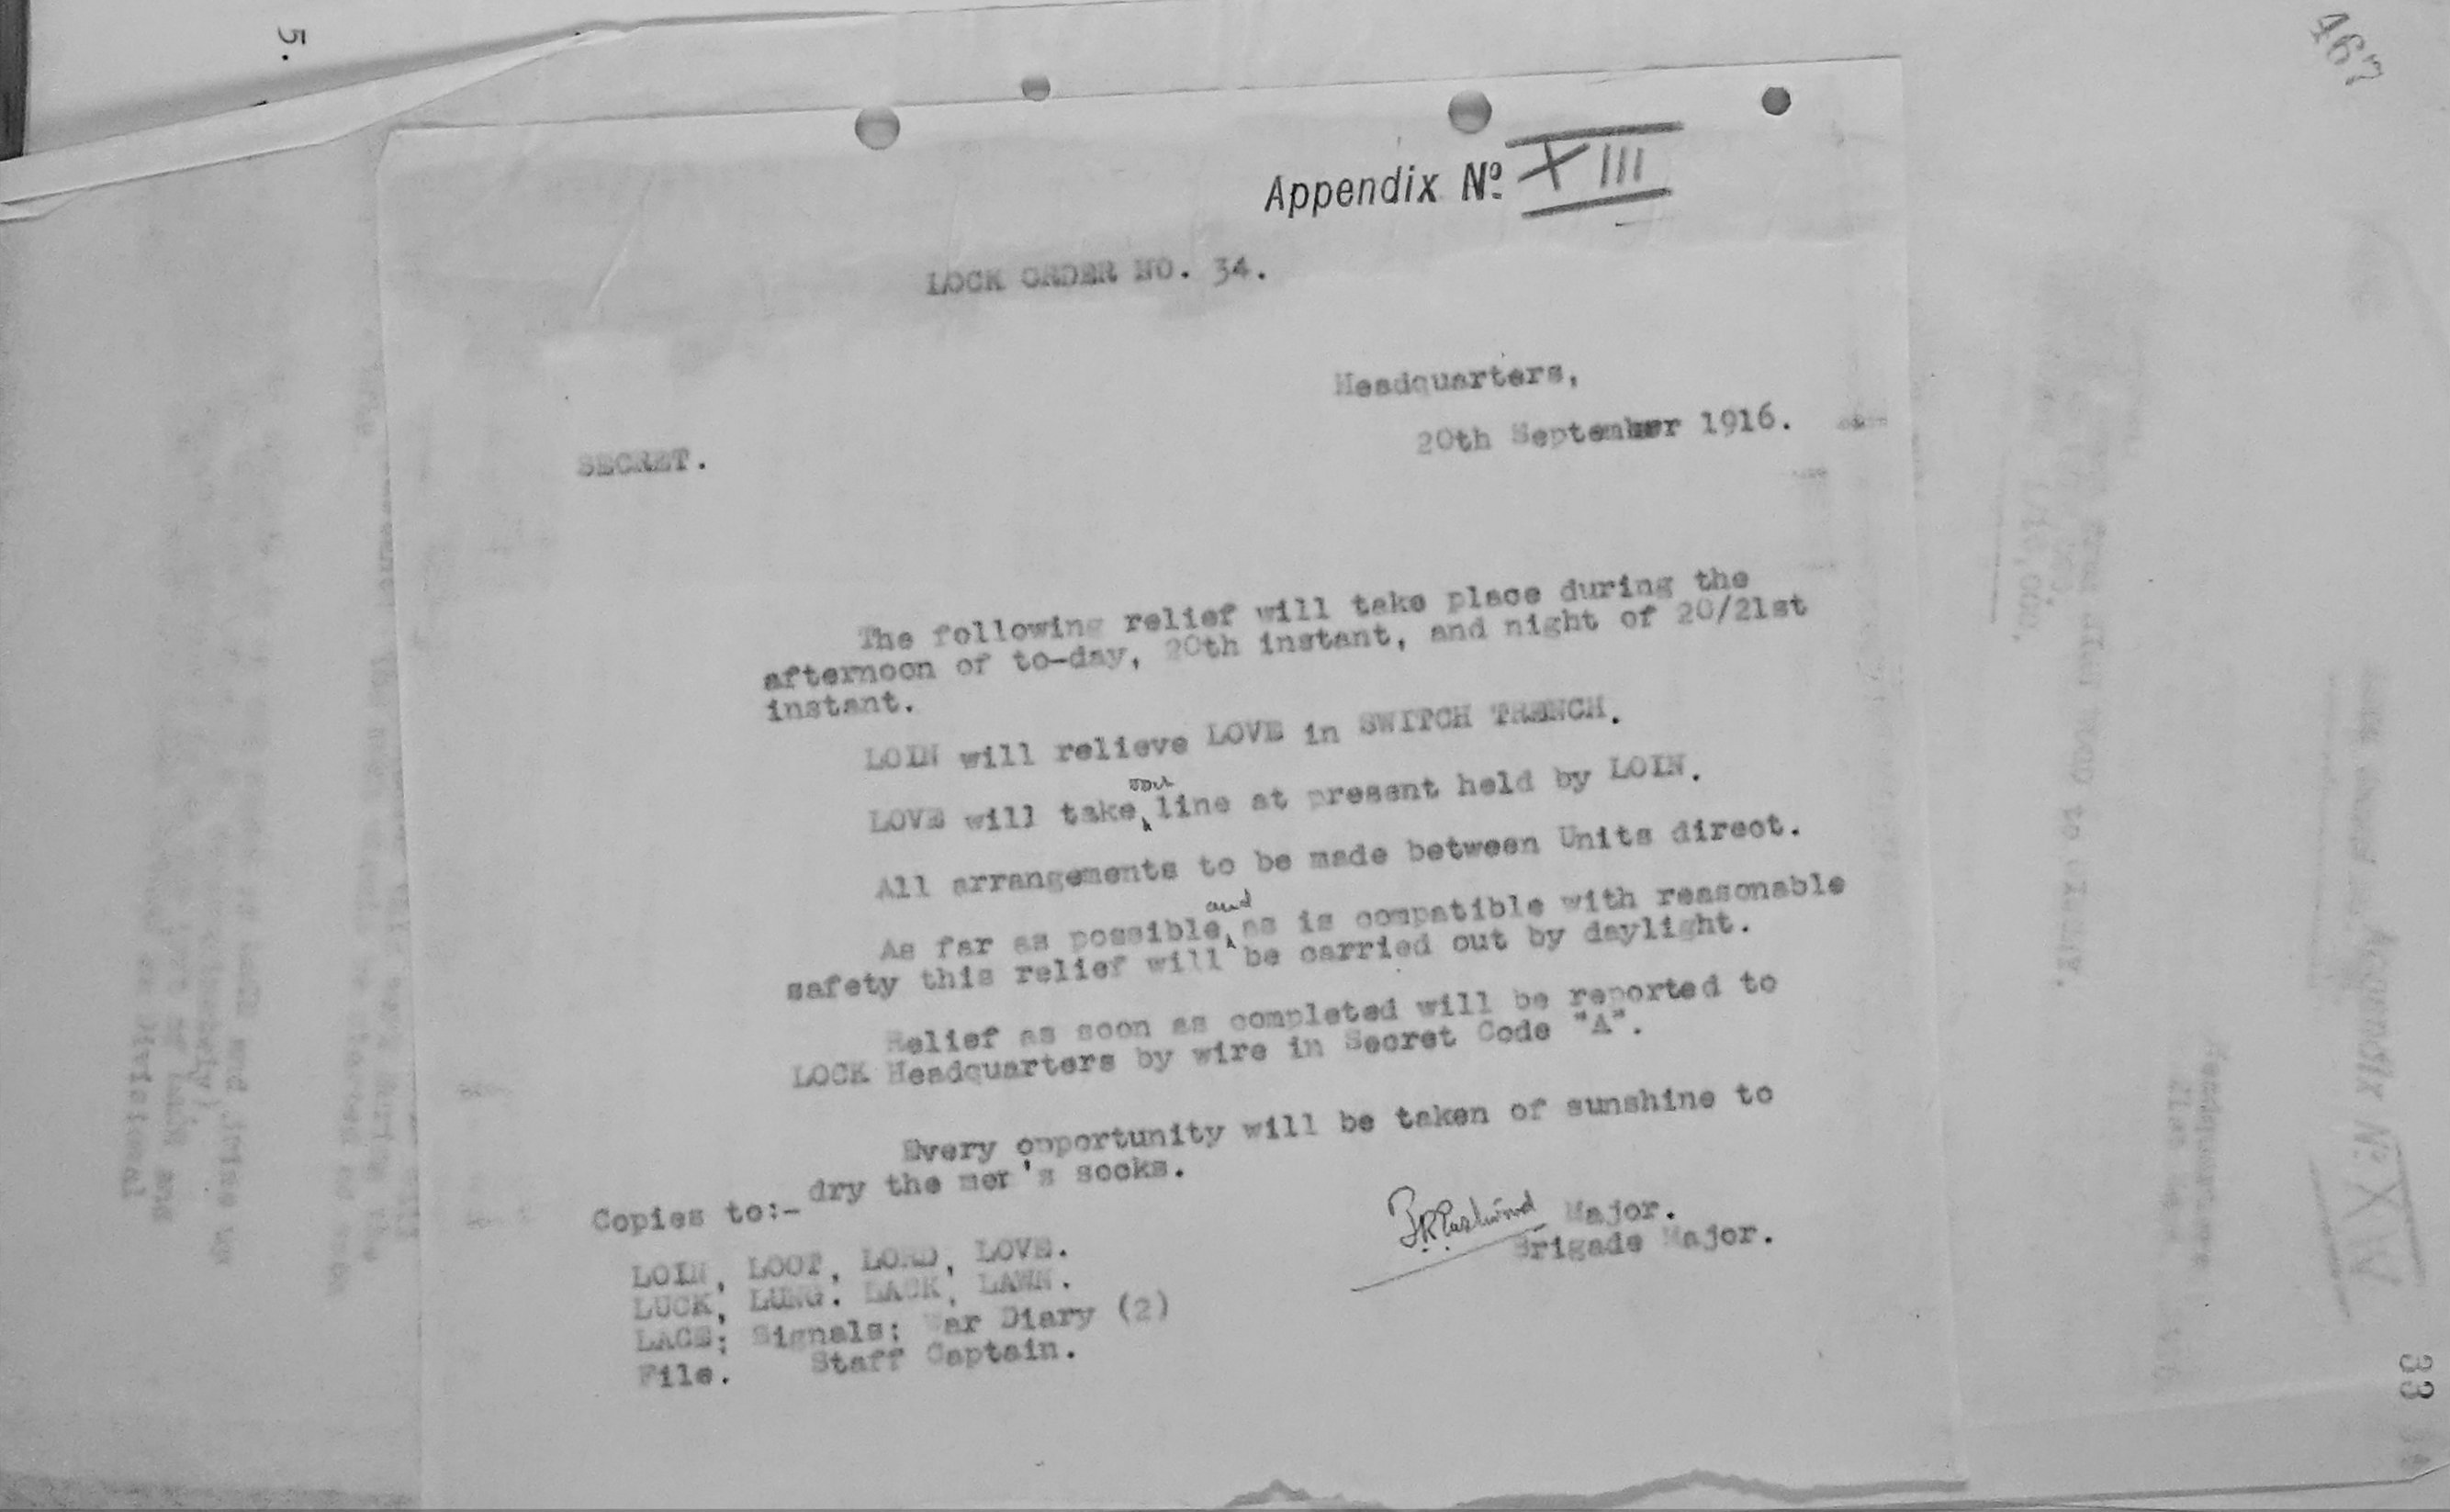 5.
467
Appendix No. XIII
LOCK ORDER NO. 34.
Headquarters,
20th September 1916.
SECRET.
The following relief will take place during the
afternoon of to-day, 20th instant, and night of 20/21st
instant.
LOIN will relieve LOVE in SWITCH TRENCH.
LOVE will take over line at present held by LOIN.
All arrangements to be made between Units direct.
As far as possible, and as is compatible with reasonable
safety this relief will be carried out by daylight.
Relief as soon as completed will be reported to
LOCK Headquarters by wire in Secret Code "A".
Every opportunity will be taken of sunshine to
dry the men's socks.
Major.
Brigade Major.
Copies to:-
LOIN, LOOT, LORD, LOVE.
LUCK, LUNG. LACK, LAWN.
LACE; Signals; War Diary (2)
File. Staff Captain.
33